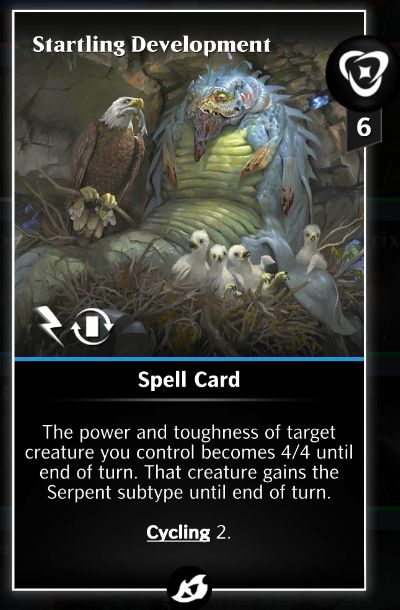 Startling Development
6
Spell Card
The power and toughness of target
creature you control becomes 4/4 until
end of turn. That creature gains the
Serpent subtype until end of turn.
Cycling 2.